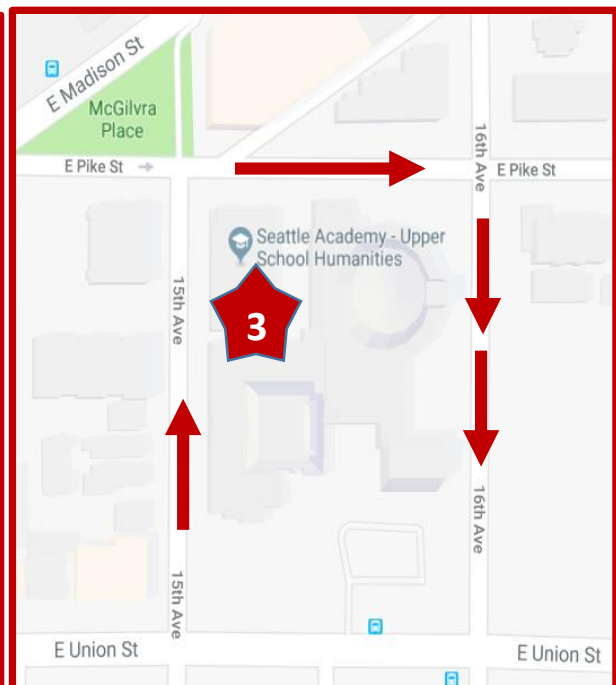 E Madison St
McGilvra
Place
E Pike St
16th Ave
E Pike St
Seattle Academy - Upper
School Humanities
15th Ave
3
16th Ave
15th Ave
E Union St
E Union St